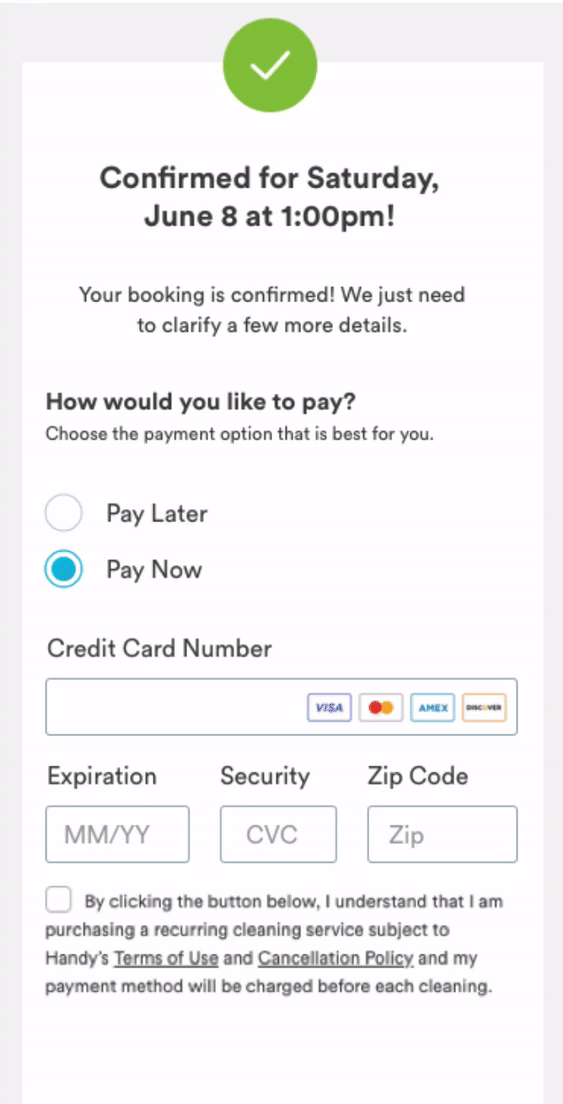 Confirmed for Saturday,
June 8 at 1:00pm!
Your booking is confirmed! We just need
to clarify a few more details.
How would you like to pay?
Choose the payment option that is best for you.
Pay Later
Pay Now
Credit Card Number
VISA AMEX DISCOVER
Expiration Security Zip Code
MM/YY CVC Zip
By clicking the button below, I understand that I am
purchasing a recurring cleaning service subject to
Handy's Terms of Use and Cancellation Policy and my
payment method will be charged before each cleaning.